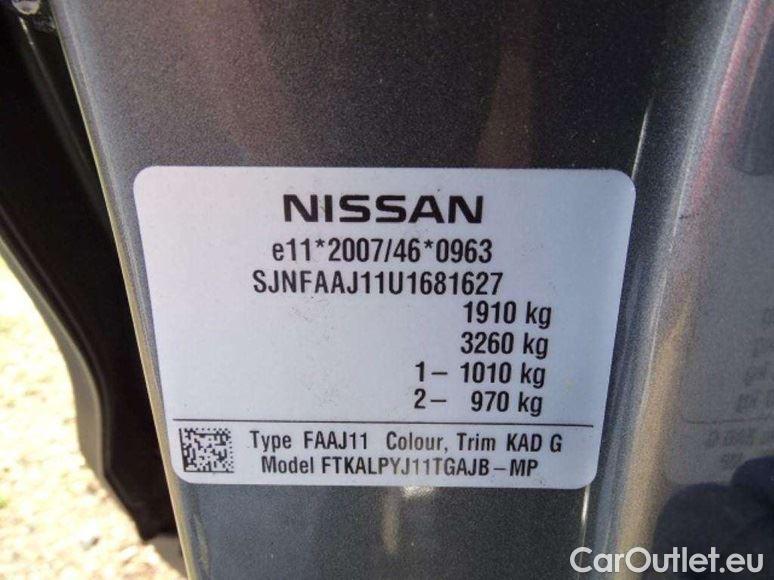 NISSAN
e11*2007/46*0963
SJNFAAJ11U1681627
1910 kg
3260 kg
1- 1010 kg
2- 970 kg
Type FAAJ11 Colour, Trim KAD G
Model FTKALPYJ11TGAJB-MP
CarOutlet.eu